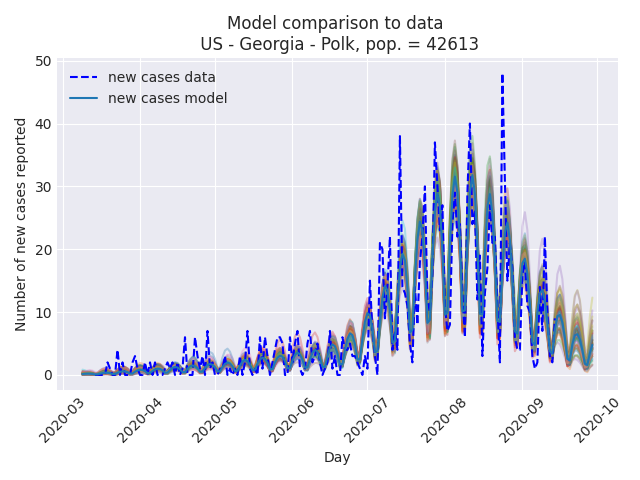 Model comparison to data
US - Georgia - Polk, pop. = 42613
new cases data
new cases model
Number of new cases reported
50
40
30
20
10
0
2020-03
2020-04
2020-05
2020-06
2020-07
2020-08
2020-09
2020-10
Day